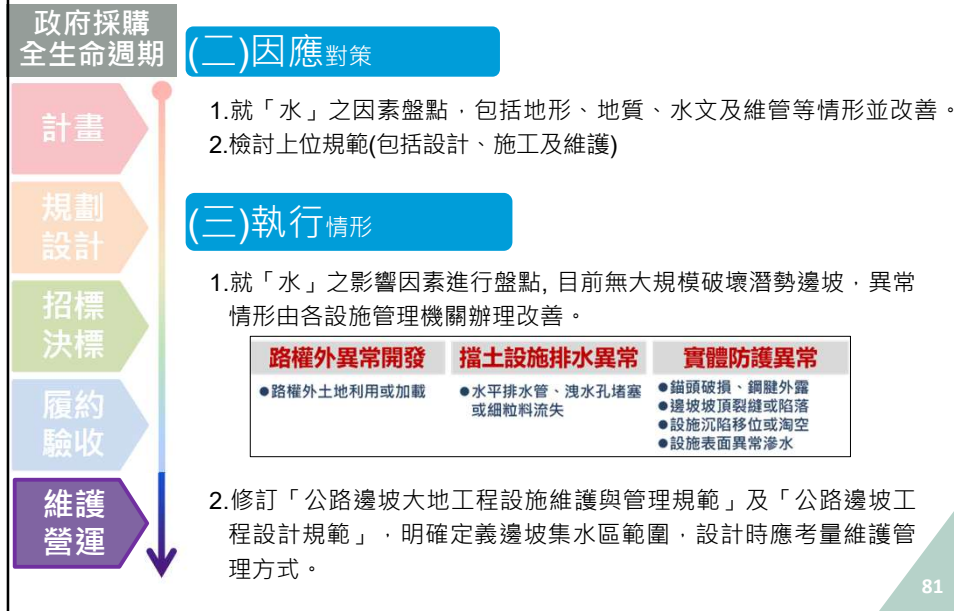 政府採購
全生命週期
計畫
規劃
設計
招標
決標
履約
驗收
維護
營運
(二)因應對策
1.就「水」之因素盤點，包括地形、地質、水文及維管等情形並改善。
2.檢討上位規範(包括設計、施工及維護)
(三)執行情形
1.就「水」之影響因素進行盤點, 目前無大規模破壞潛勢邊坡，異常
情形由各設施管理機關辦理改善。
路權外異常開發
●路權外土地利用或加載
擋土設施排水異常
●水平排水管、洩水孔堵塞
或細粒料流失
實體防護異常
●錨頭破損、鋼腱外露
●邊坡坡頂裂縫或陷落
●設施沉陷移位或淘空
●設施表面異常滲水
2.修訂「公路邊坡大地工程設施維護與管理規範」及「公路邊坡工
程設計規範」，明確定義邊坡集水區範圍，設計時應考量維護管
理方式。
81